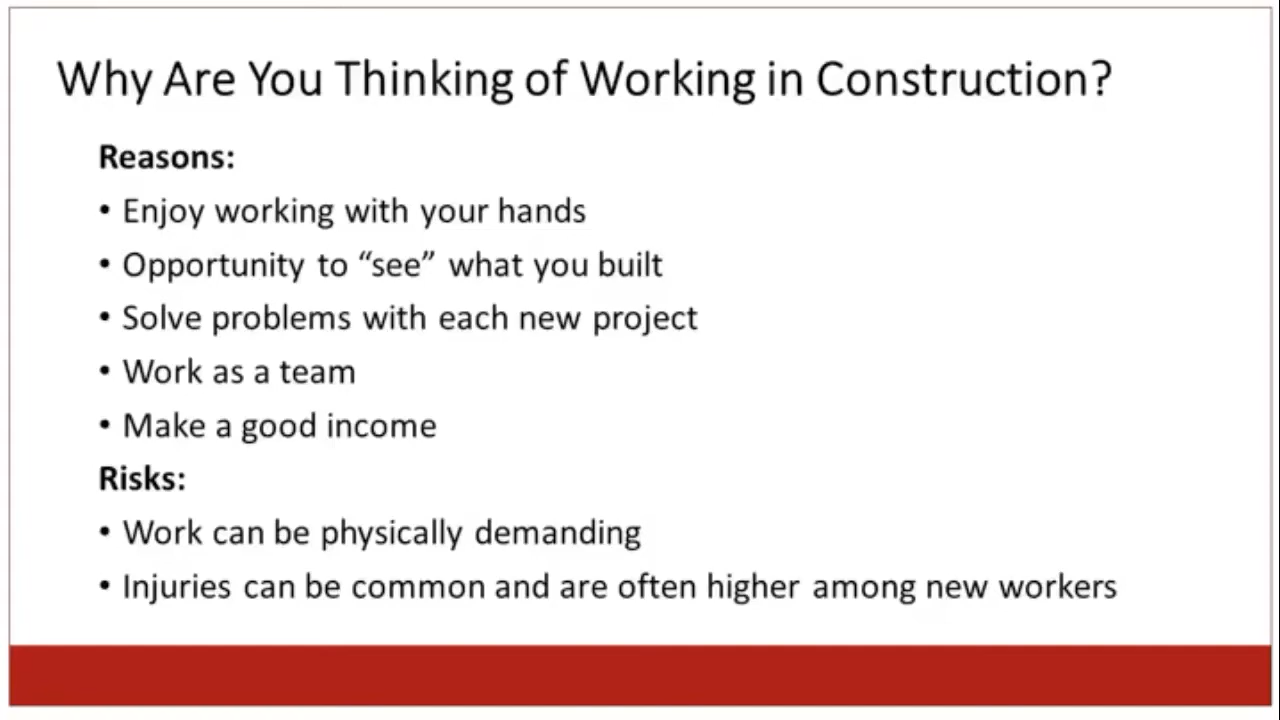 Why Are You Thinking of Working in Construction?
Reasons:
• Enjoy working with your hands
• Opportunity to “see” what you built
• Solve problems with each new project
• Work as a team
• Make a good income
Risks:
• Work can be physically demanding
• Injuries can be common and are often higher among new workers